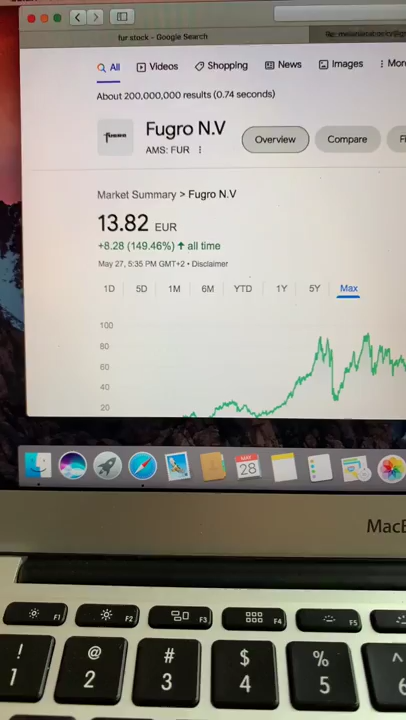 fur stock - Google Search
All Videos Shopping News Images More
About 200,000,000 results (0.74 seconds)
Fugro N.V
AMS: FUR
Overview Compare
Market Summary > Fugro N.V
13.82 EUR
+8.28 (149.46%) ↑ all time
May 27, 5:35 PM GMT+2 • Disclaimer
1D 5D 1M 6M YTD 1Y 5Y Max
100
80
60
40
20
MAY
28
MacB
F1 F2 F3 F4 F5
! @ # $ % ^
1 2 3 4 5 6